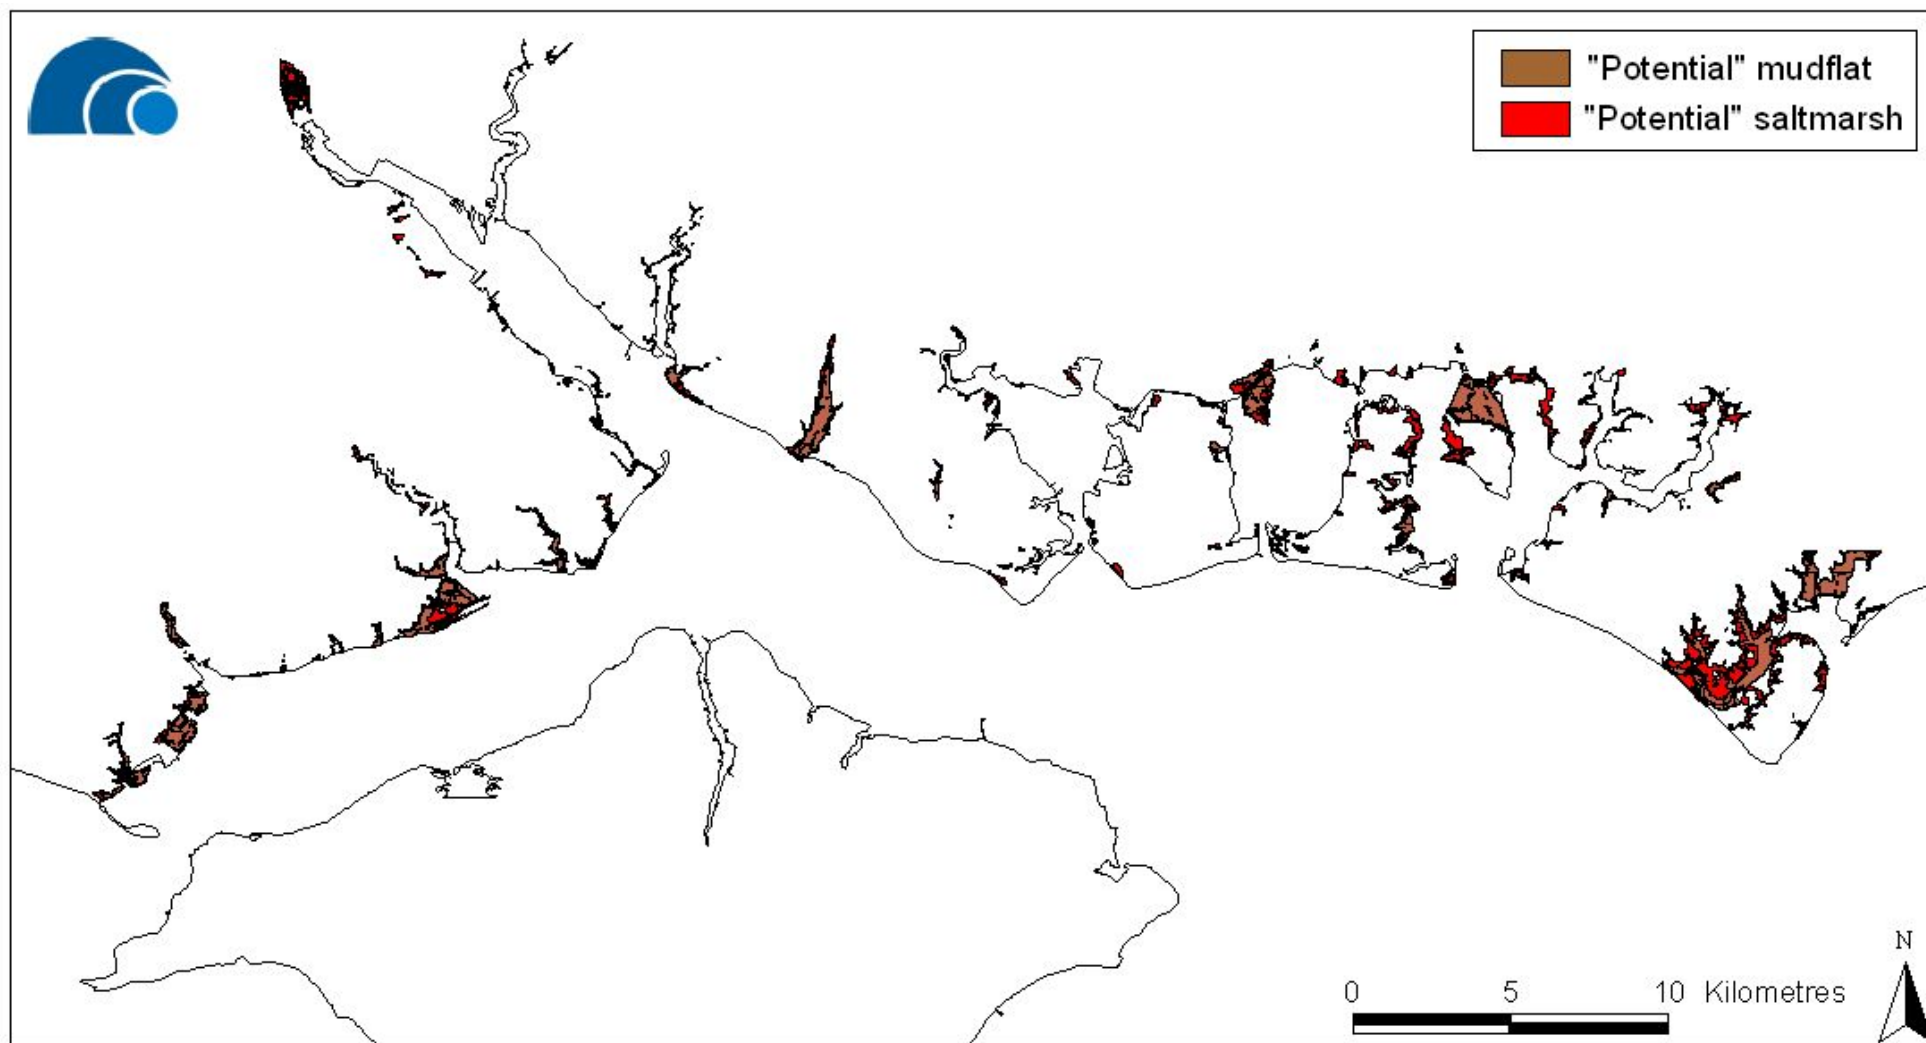 "Potential" mudflat
"Potential" saltmarsh
N
0 5 10 Kilometres